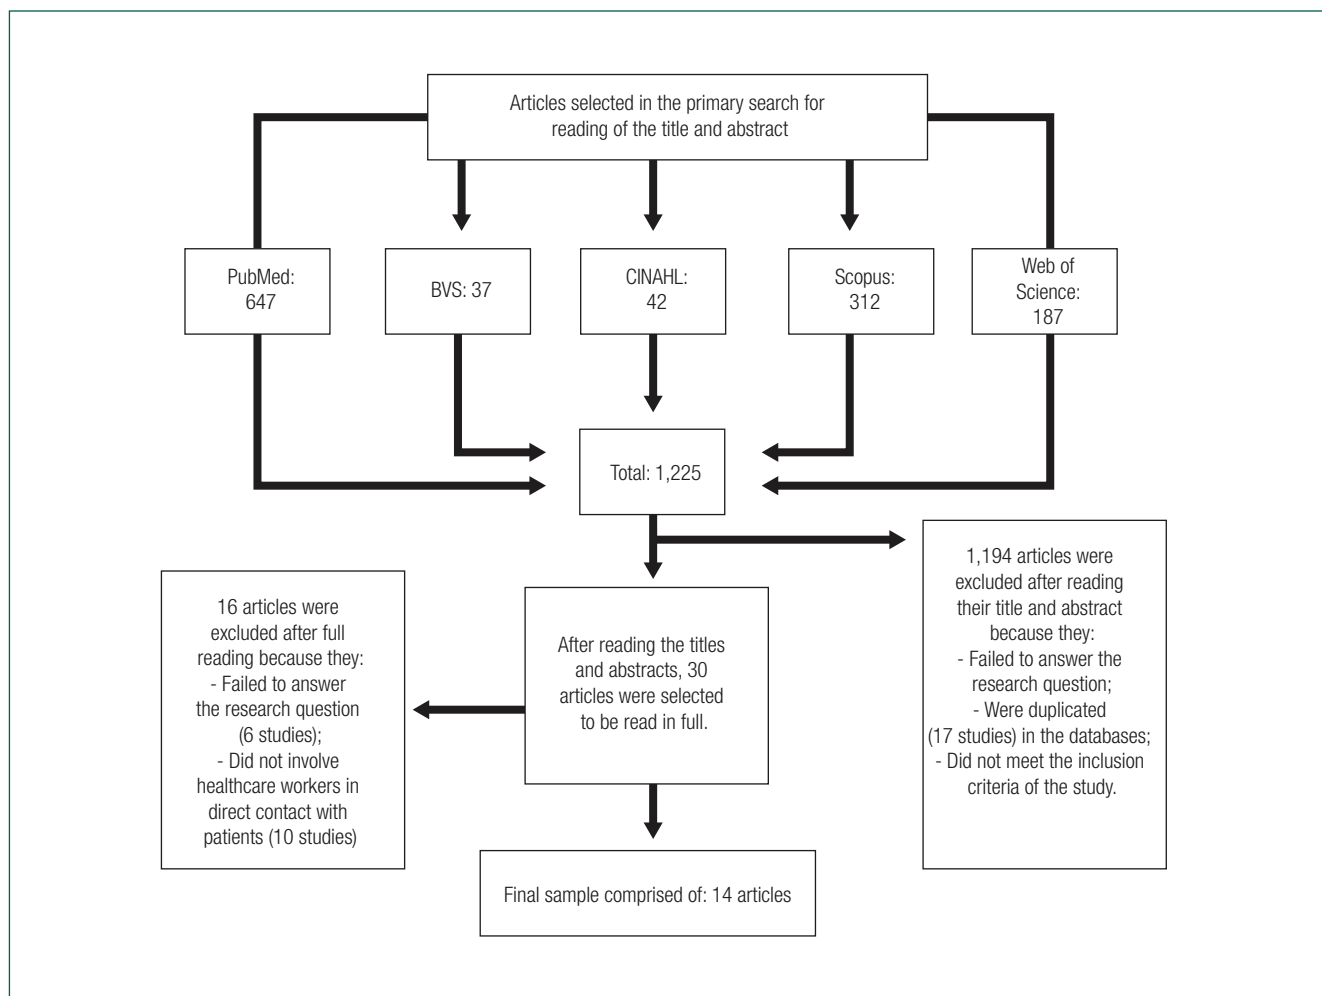 Articles selected in the primary search for
reading of the title and abstract
PubMed:
647
BVS: 37
CINAHL:
42
Scopus:
312
Web of
Science:
187
Total: 1,225
1,194 articles were
excluded after reading
their title and abstract
because they:
- Failed to answer the
research question;
- Were duplicated
(17 studies) in the databases;
- Did not meet the inclusion
criteria of the study.
16 articles were
excluded after full
reading because they:
- Failed to answer
the research question
(6 studies);
- Did not involve
healthcare workers in
direct contact with
patients (10 studies)
After reading the titles
and abstracts, 30
articles were selected
to be read in full.
Final sample comprised of: 14 articles